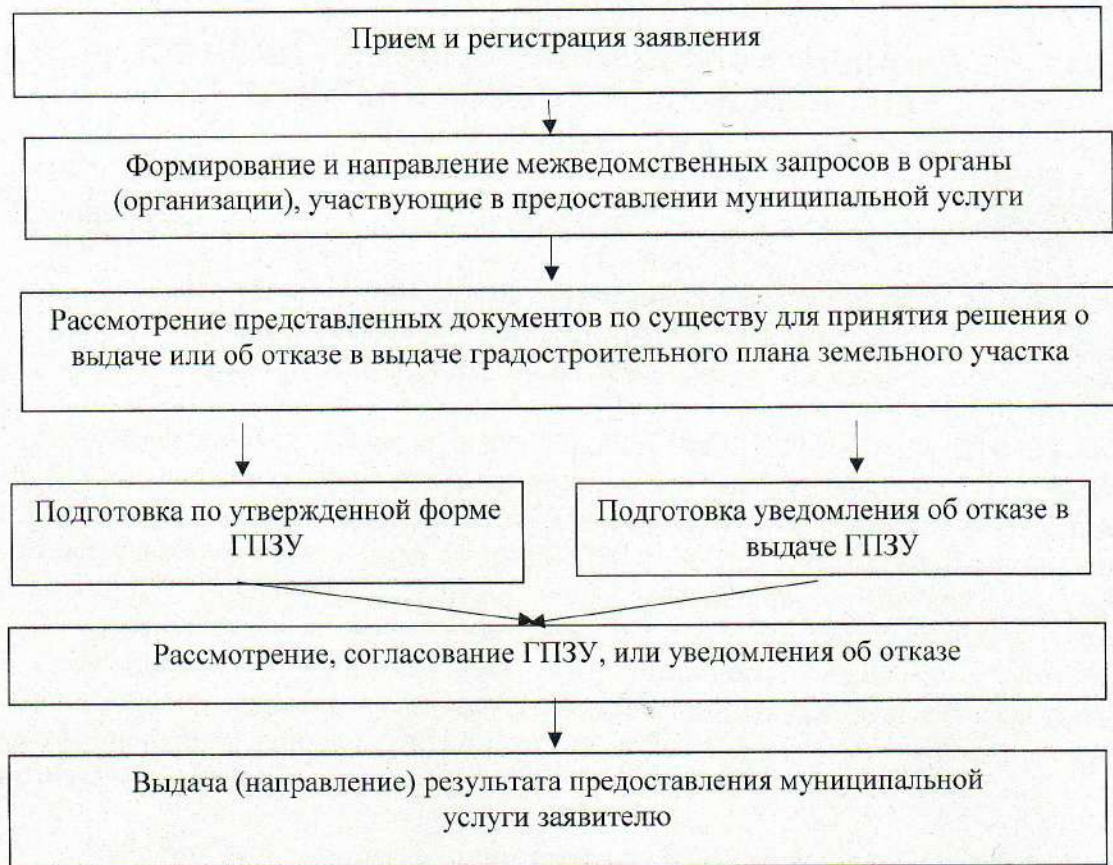 Прием и регистрация заявления
Формирование и направление межведомственных запросов в органы
(организации), участвующие в предоставлении муниципальной услуги
Рассмотрение представленных документов по существу для принятия решения о
выдаче или об отказе в выдаче градостроительного плана земельного участка
Подготовка по утвержденной форме
ГПЗУ
Подготовка уведомления об отказе в
выдаче ГПЗУ
Рассмотрение, согласование ГПЗУ, или уведомления об отказе
Выдача (направление) результата предоставления муниципальной
услуги заявителю